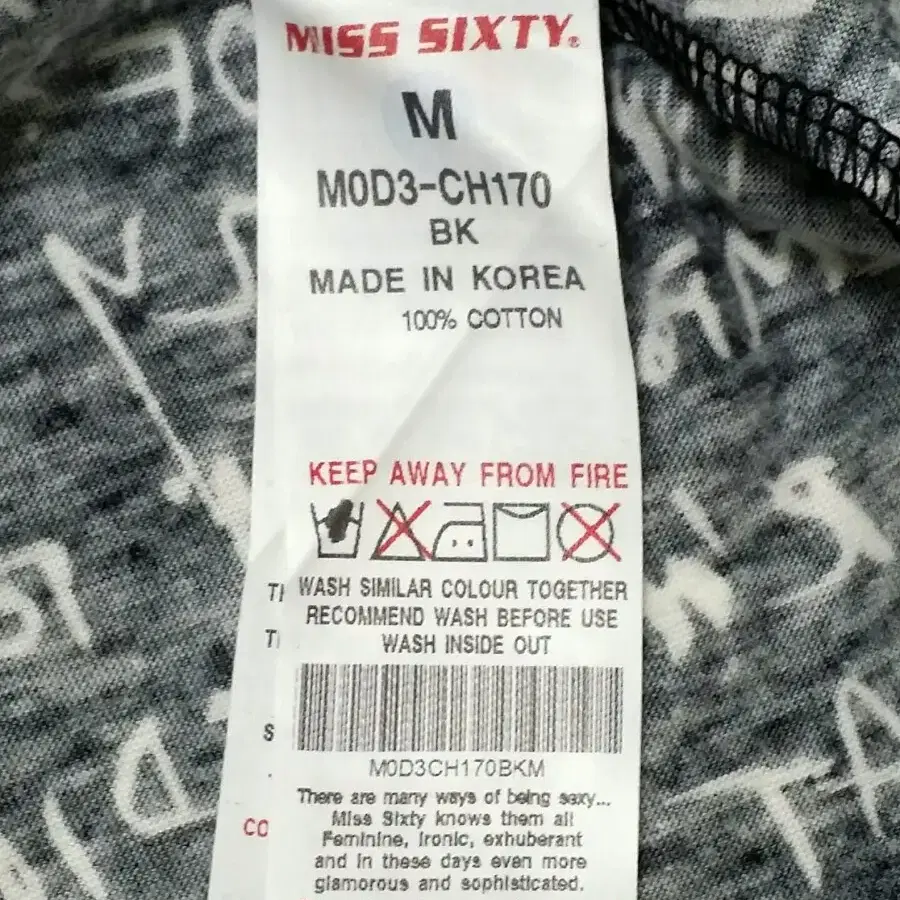 MISS SIXTY®
M
M0D3-CH170
BK
MADE IN KOREA
100% COTTON
KEEP AWAY FROM FIRE
WASH SIMILAR COLOUR TOGETHER
RECOMMEND WASH BEFORE USE
WASH INSIDE OUT
M0D3CH170BKM
There are many ways of being sexy...
Miss Sixty knows them all
Feminine, ironic, exhuberant
and in these days even more
glamorous and sophisticated.
CO